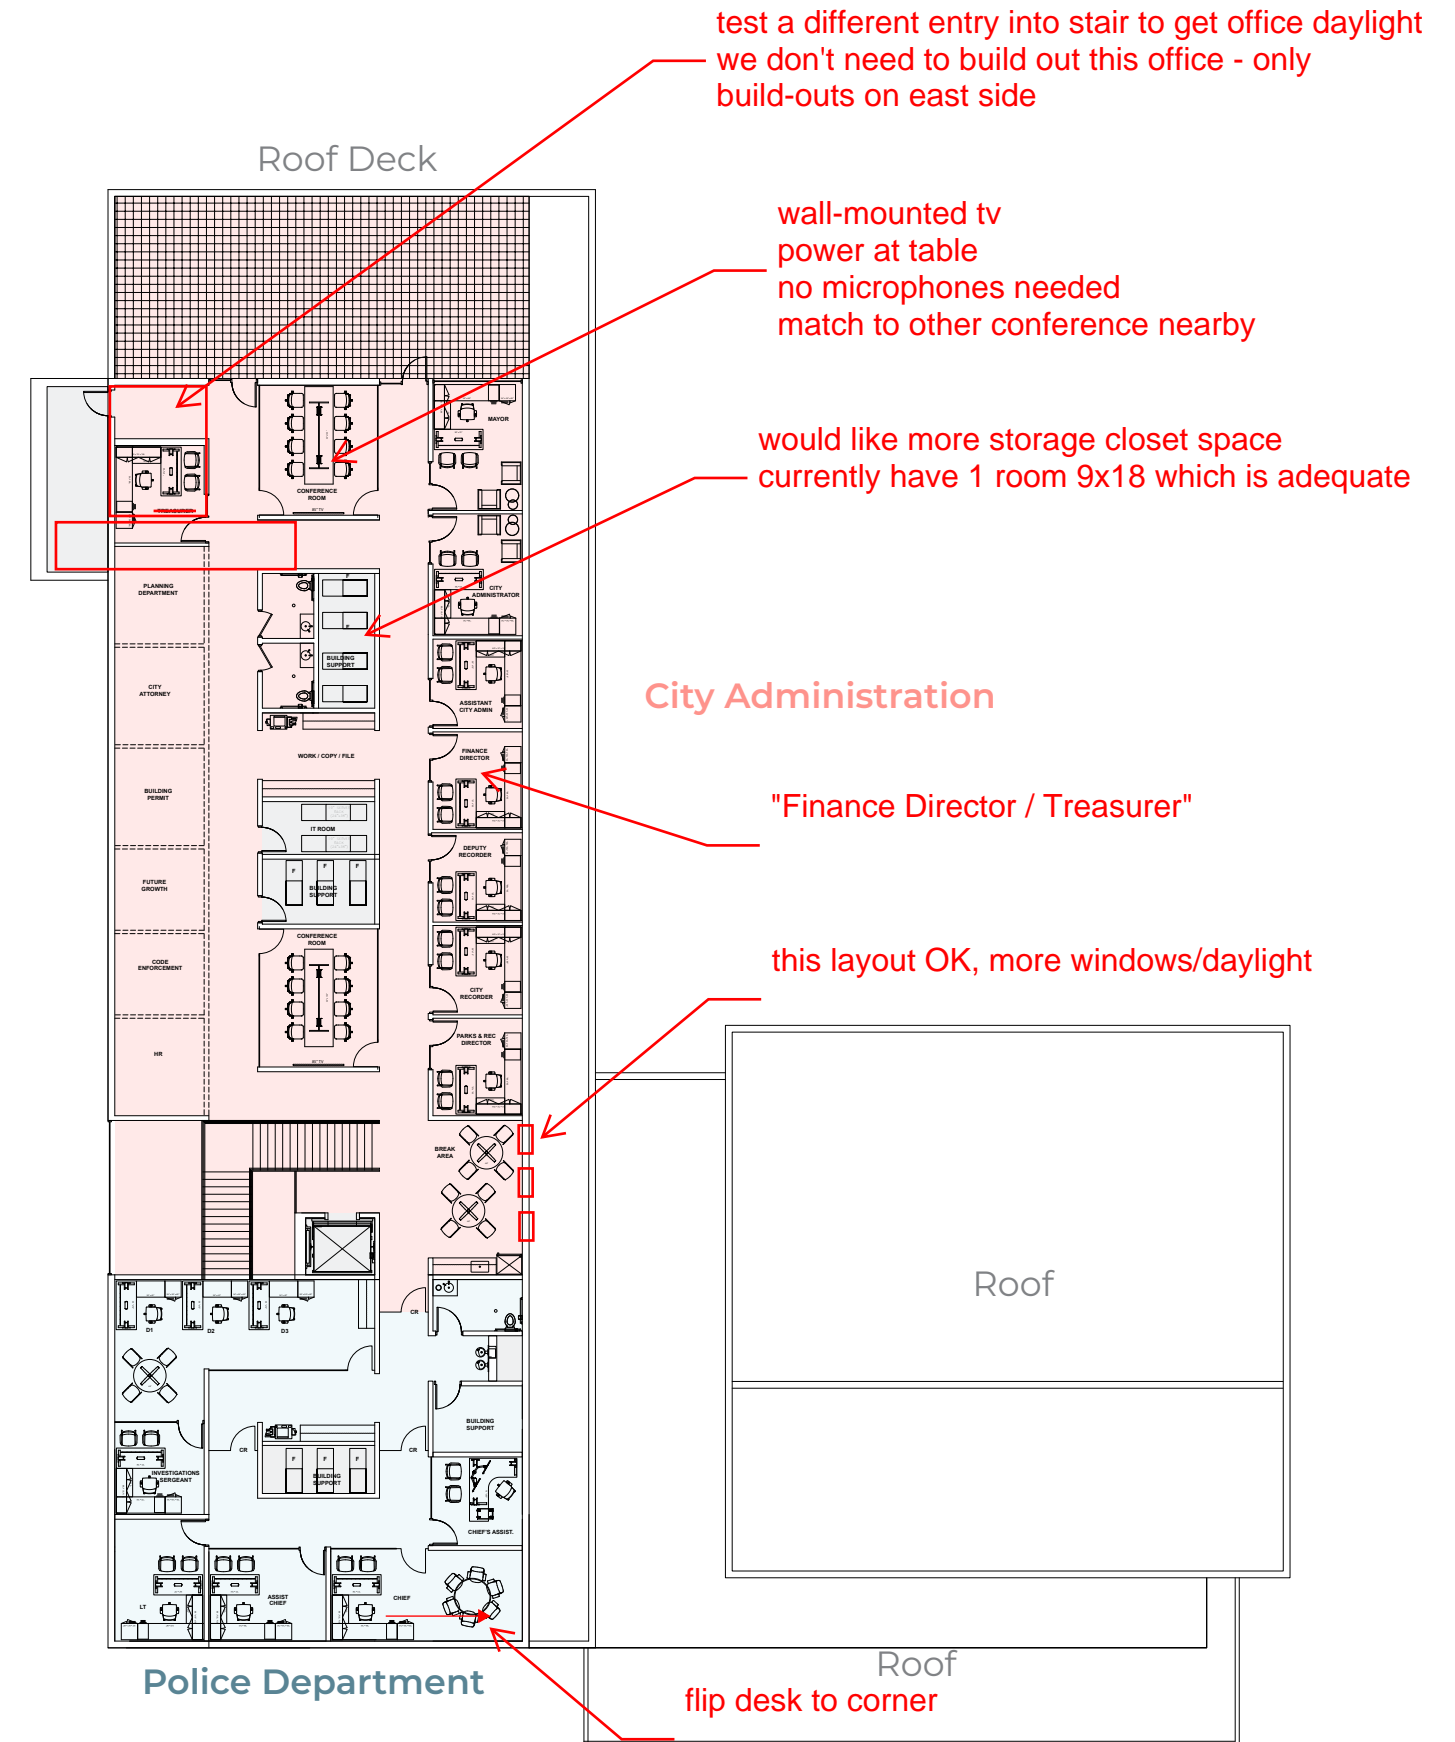 test a different entry into stair to get office daylight
we don't need to build out this office - only
build-outs on east side
Roof Deck
wall-mounted tv
power at table
no microphones needed
match to other conference nearby
MAYOR
would like more storage closet space
currently have 1 room 9x18 which is adequate
CONFERENCE
ROOM
85" TV
TREASURER
PLANNING
DEPARTMENT
F
CITY
ADMINISTRATOR
F
BUILDING
SUPPORT
CITY
ATTORNEY
City Administration
ASSISTANT
CITY ADMIN
WORK / COPY / FILE
FINANCE
DIRECTOR
BUILDING
PERMIT
"Finance Director / Treasurer"
IT ROOM
DEPUTY
RECORDER
F F F
FUTURE
GROWTH
BUILDING
SUPPORT
CONFERENCE
ROOM
this layout OK, more windows/daylight
CODE
ENFORCEMENT
CITY
RECORDER
PARKS & REC
DIRECTOR
HR
85" TV
BREAK
AREA
Roof
CR
D1 D2 D3
BUILDING
SUPPORT
CR CR
F F F
INVESTIGATIONS
SERGEANT
BUILDING
SUPPORT
CHIEF'S ASSIST.
LT
ASSIST
CHIEF
CHIEF
Roof
Police Department
flip desk to corner